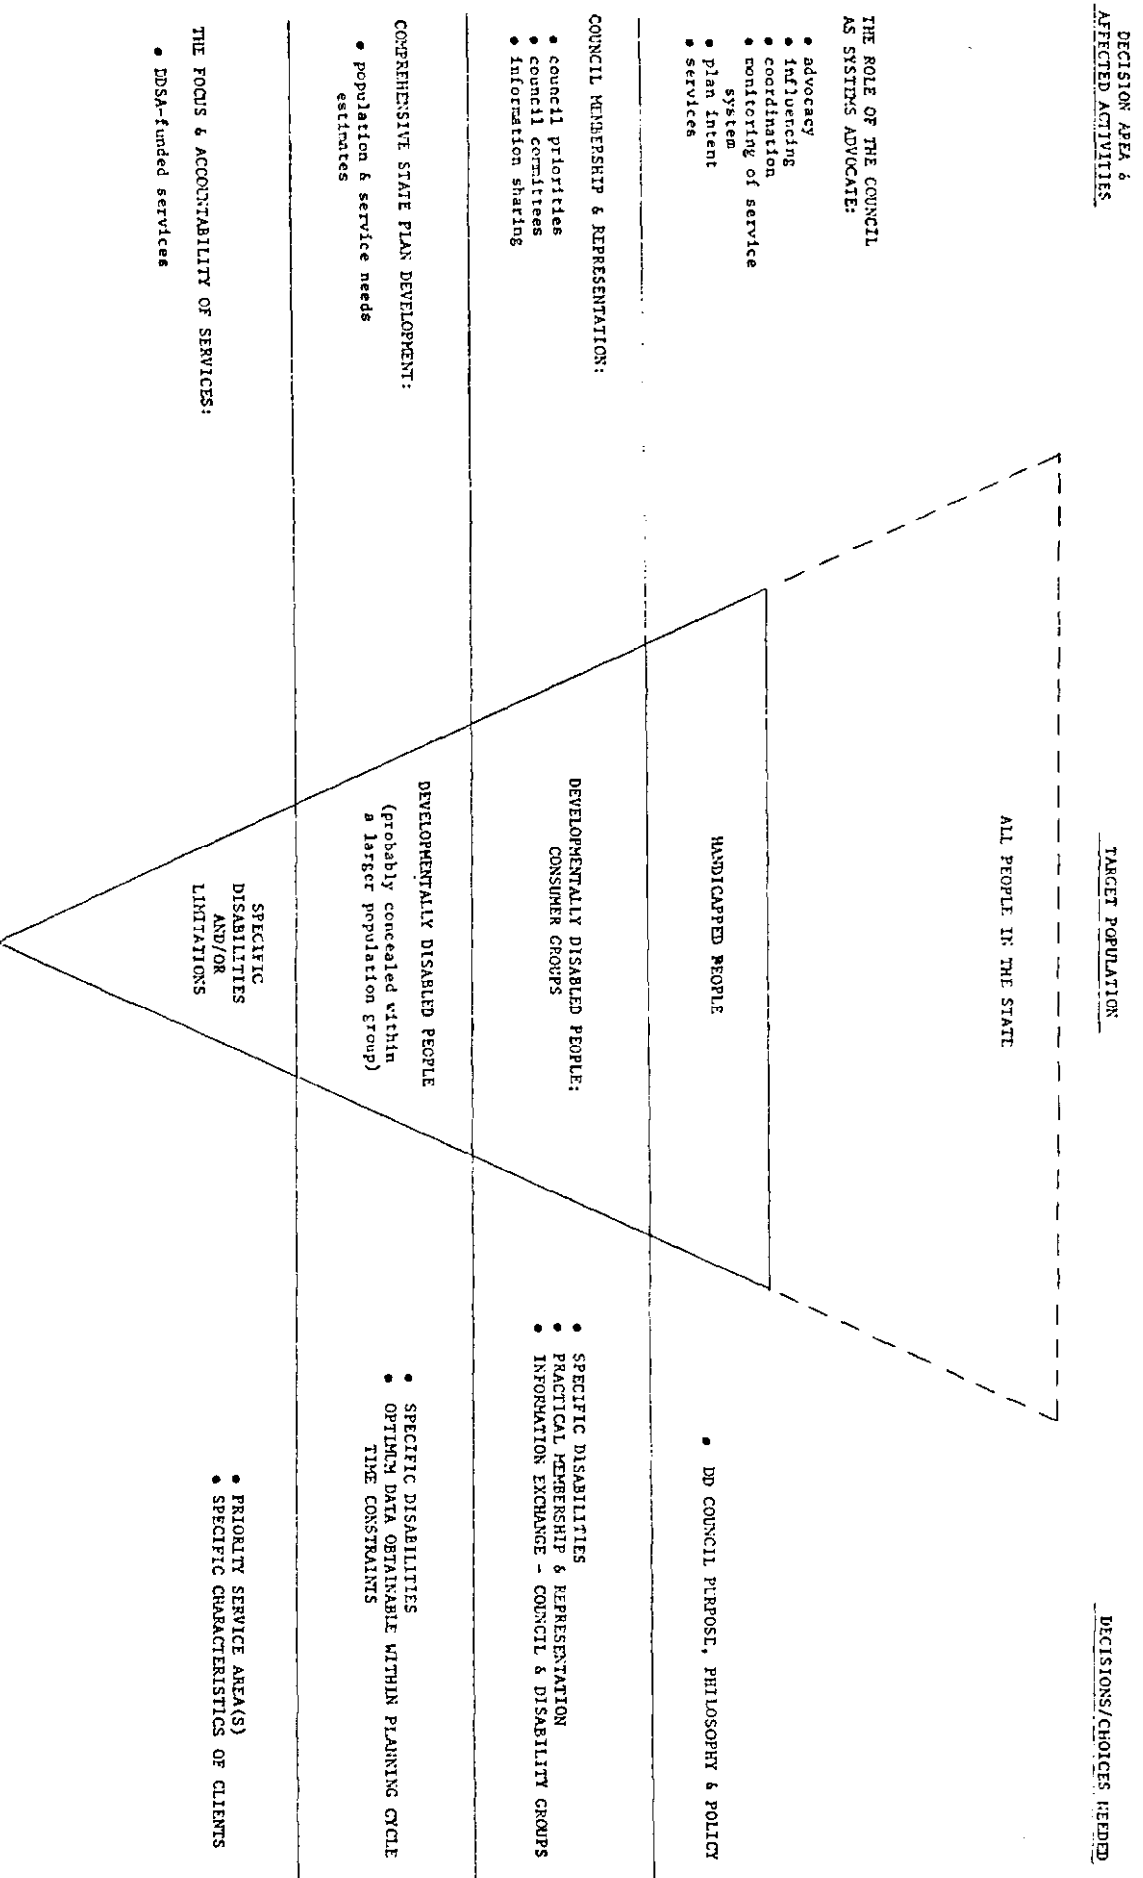 DECISION AREA &
AFFECTED ACTIVITIES
TARGET POPULATION
DECISIONS/CHOICES NEEDED
ALL PEOPLE IN THE STATE
THE ROLE OF THE COUNCIL
AS SYSTEMS ADVOCATE:
• advocacy
• influencing
• coordination
• monitoring of service
system
• plan intent
• services
HANDICAPPED PEOPLE
• DD COUNCIL PURPOSE, PHILOSOPHY & POLICY
COUNCIL MEMBERSHIP & REPRESENTATION:
• council priorities
• council committees
• information sharing
DEVELOPMENTALLY DISABLED PEOPLE;
CONSUMER GROUPS
• SPECIFIC DISABILITIES
• PRACTICAL MEMBERSHIP & REPRESENTATION
• INFORMATION EXCHANGE - COUNCIL & DISABILITY GROUPS
COMPREHENSIVE STATE PLAN DEVELOPMENT:
• population & service needs
estimates
DEVELOPMENTALLY DISABLED PEOPLE
(probably concealed within
a larger population group)
• SPECIFIC DISABILITIES
• OPTIMUM DATA OBTAINABLE WITHIN PLANNING CYCLE
TIME CONSTRAINTS
THE FOCUS & ACCOUNTABILITY OF SERVICES:
• DDSA-funded services
SPECIFIC
DISABILITIES
AND/OR
LIMITATIONS
• PRIORITY SERVICE AREA(S)
• SPECIFIC CHARACTERISTICS OF CLIENTS